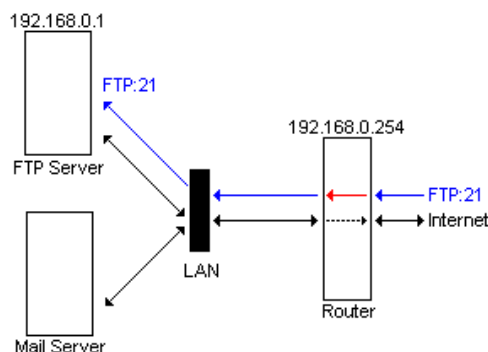 192.168.0.1
FTP:21
FTP Server
192.168.0.254
FTP:21
Internet
LAN
Router
Mail Server